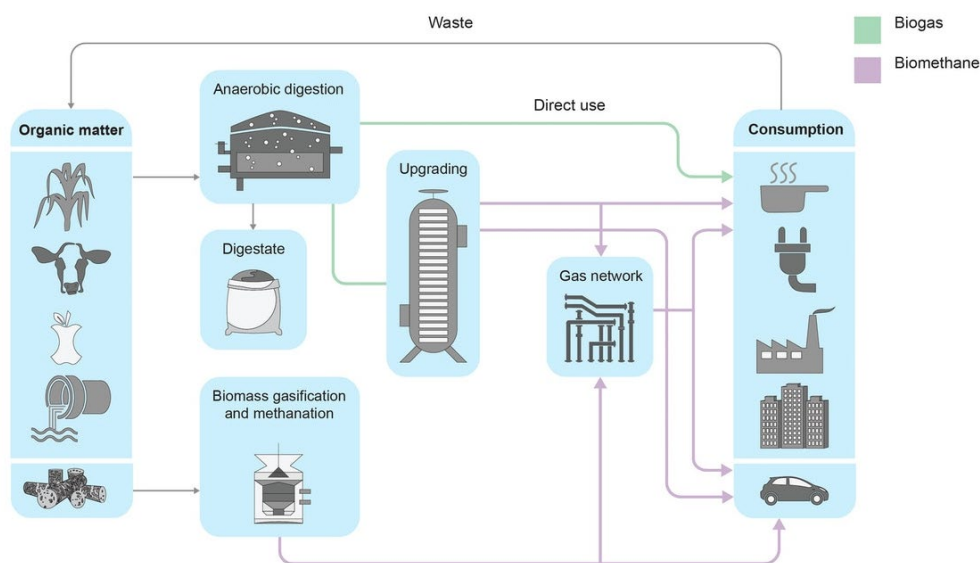 Waste
Biogas
Biomethane
Anaerobic digestion
Direct use
Organic matter
Consumption
Upgrading
Digestate
Gas network
Biomass gasification
and methanation